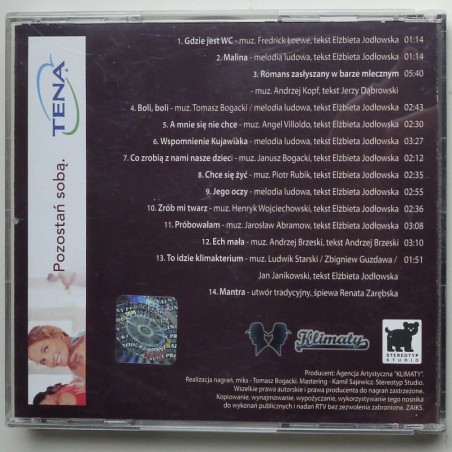 1. Gdzie jest WC - muz. Fredrick Loewe, tekst Elżbieta Jodłowska 01:14
2. Malina - melodia ludowa, tekst Elżbieta Jodłowska 01:14
3. Romans zasłyszany w barze mlecznym 05:40
- muz. Andrzej Kopf, tekst Jerzy Dąbrowski
4. Boli, boli - muz. Tomasz Bogacki / melodia ludowa, tekst Elżbieta Jodłowska 02:43
5. A mnie się nie chce - muz. Angel Villoldo, tekst Elżbieta Jodłowska 02:30
6. Wspomnienie Kujawiaka - melodia ludowa, tekst Elżbieta Jodłowska 03:27
7. Co zrobią z nami nasze dzieci - muz. Janusz Bogacki, tekst Elżbieta Jodłowska 02:12
8. Chce się żyć - muz. Piotr Rubik, tekst Elżbieta Jodłowska 02:35
9. Jego oczy - melodia ludowa, tekst Elżbieta Jodłowska 02:55
10. Zrób mi twarz - muz. Henryk Wojciechowski, tekst Elżbieta Jodłowska 02:36
11. Próbowałam - muz. Jarosław Abramow, tekst Elżbieta Jodłowska 03:08
12. Ech mała - muz. Andrzej Brzeski, tekst Andrzej Brzeski 03:10
13. To idzie klimakterium - muz. Ludwik Starski / Zbigniew Guzdawa / 01:51
Jan Janikowski, tekst Elżbieta Jodłowska
14. Mantra - utwór tradycyjny, śpiewa Renata Zarębska
TENA
Pozostań sobą.
Klimaty
STEREOTYP
STUDIO
Producent: Agencja Artystyczna "KLIMATY".
Realizacja nagrań, miks - Tomasz Bogacki. Mastering - Kamil Sajewicz. Stereotyp Studio.
Wszelkie prawa autorskie i prawa producenta do nagrań zastrzeżone.
Kopiowanie, wynajmowanie, wypożyczanie, wykorzystywanie tego nośnika
do wykonań publicznych i nadań RTV bez zezwolenia zabronione. ZAIKS.